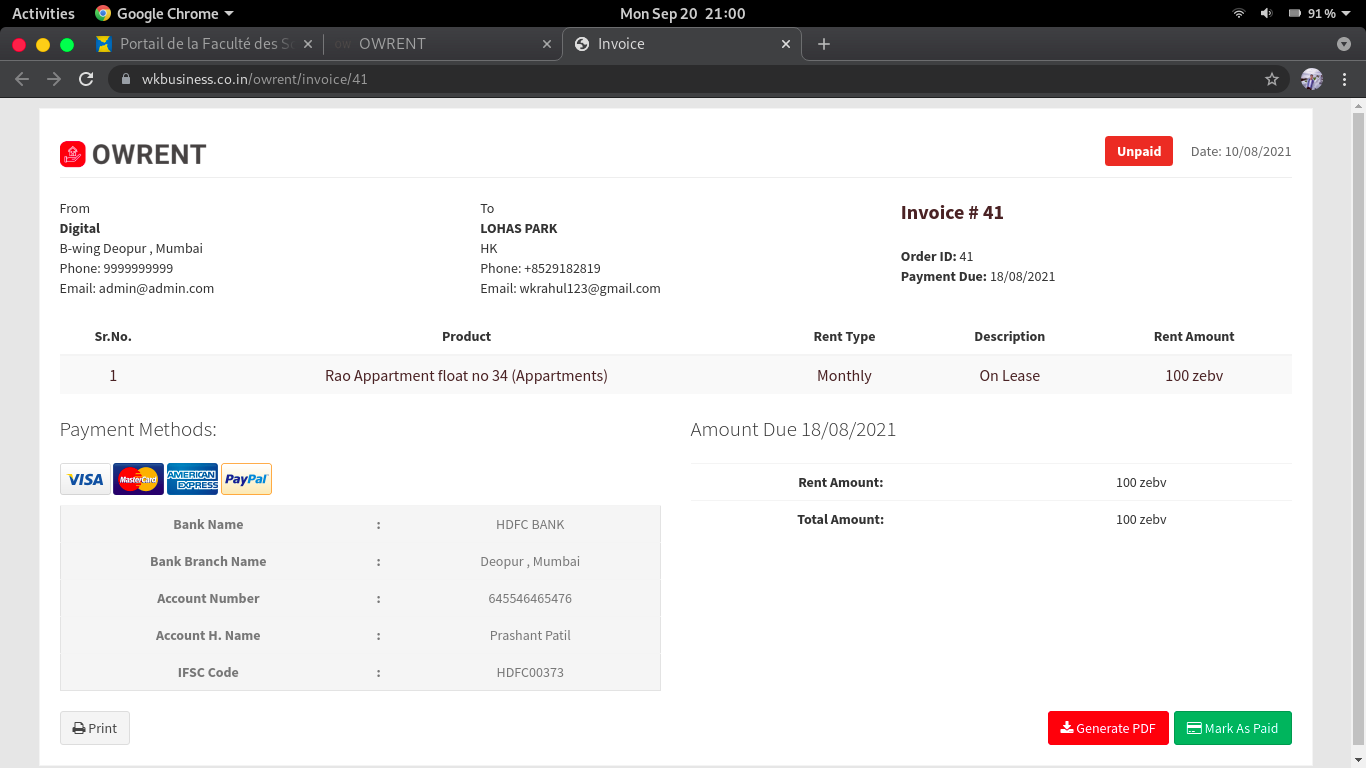 Activities Google Chrome Mon Sep 20 21:00 91 %
Portail de la Faculté des S OWRENT Invoice
wkbusiness.co.in/owrent/invoice/41
OWRENT Unpaid Date: 10/08/2021
From
Digital
B-wing Deopur , Mumbai
Phone: 9999999999
Email: admin@admin.com
To
LOHAS PARK
HK
Phone: +8529182819
Email: wkrahul123@gmail.com
Invoice # 41
Order ID: 41
Payment Due: 18/08/2021
Sr.No. Product Rent Type Description Rent Amount
1 Rao Appartment float no 34 (Appartments) Monthly On Lease 100 zebv
Payment Methods:
VISA MasterCard AMERICAN EXPRESS PayPal
Bank Name : HDFC BANK
Bank Branch Name : Deopur , Mumbai
Account Number : 645546465476
Account H. Name : Prashant Patil
IFSC Code : HDFC00373
Amount Due 18/08/2021
Rent Amount: 100 zebv
Total Amount: 100 zebv
Print Generate PDF Mark As Paid